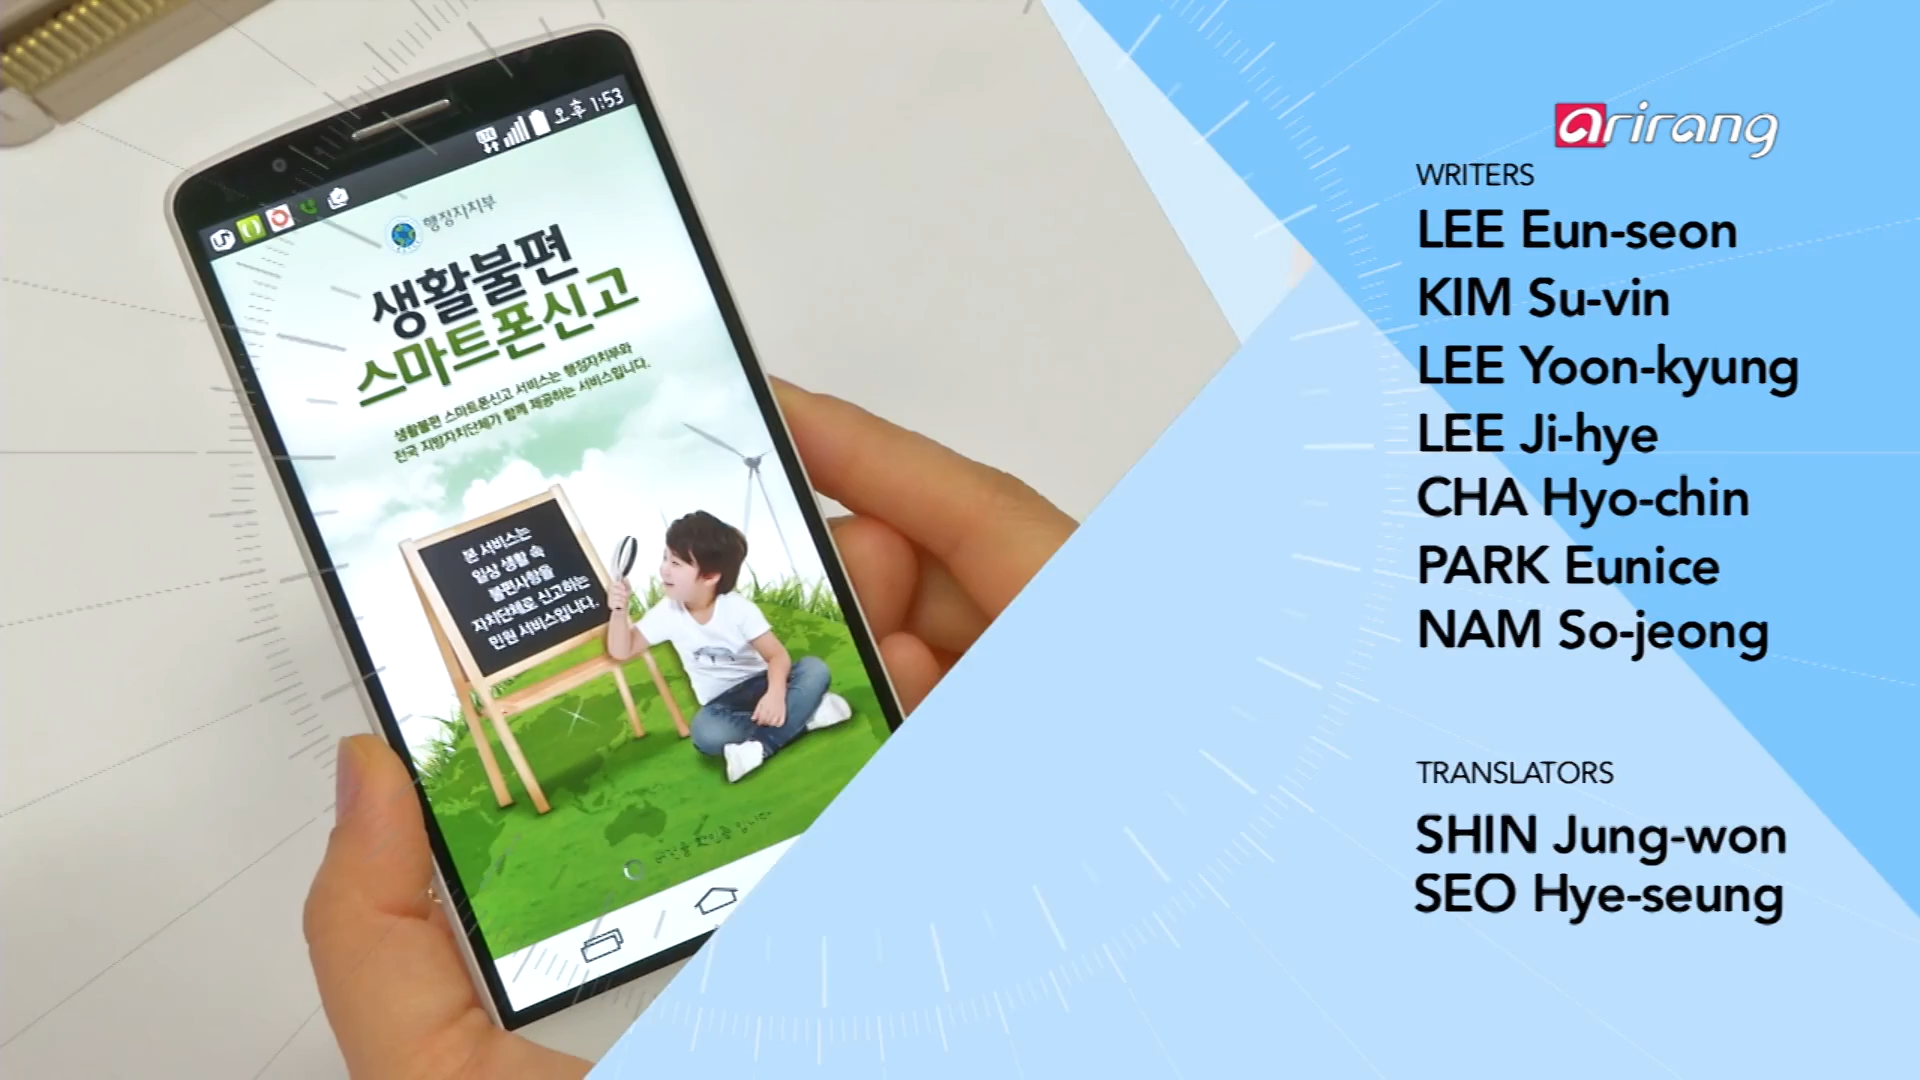 오후 1:53
행정자치부
생활불편
스마트폰신고
생활불편 스마트폰신고 서비스는 행정자치부와
전국 지방자치단체가 함께 제공하는 서비스입니다.
본 서비스는
일상 생활 속
불편사항을
자치단체로 신고하는
민원 서비스입니다.
arirang
WRITERS
LEE Eun-seon
KIM Su-vin
LEE Yoon-kyung
LEE Ji-hye
CHA Hyo-chin
PARK Eunice
NAM So-jeong
TRANSLATORS
SHIN Jung-won
SEO Hye-seung